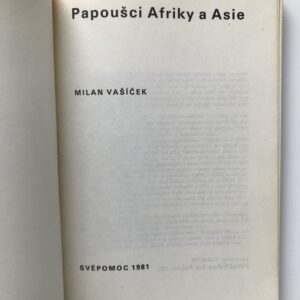 Papoušci Afriky a Asie
MILAN VAŠÍČEK
SVÉPOMOC 1981